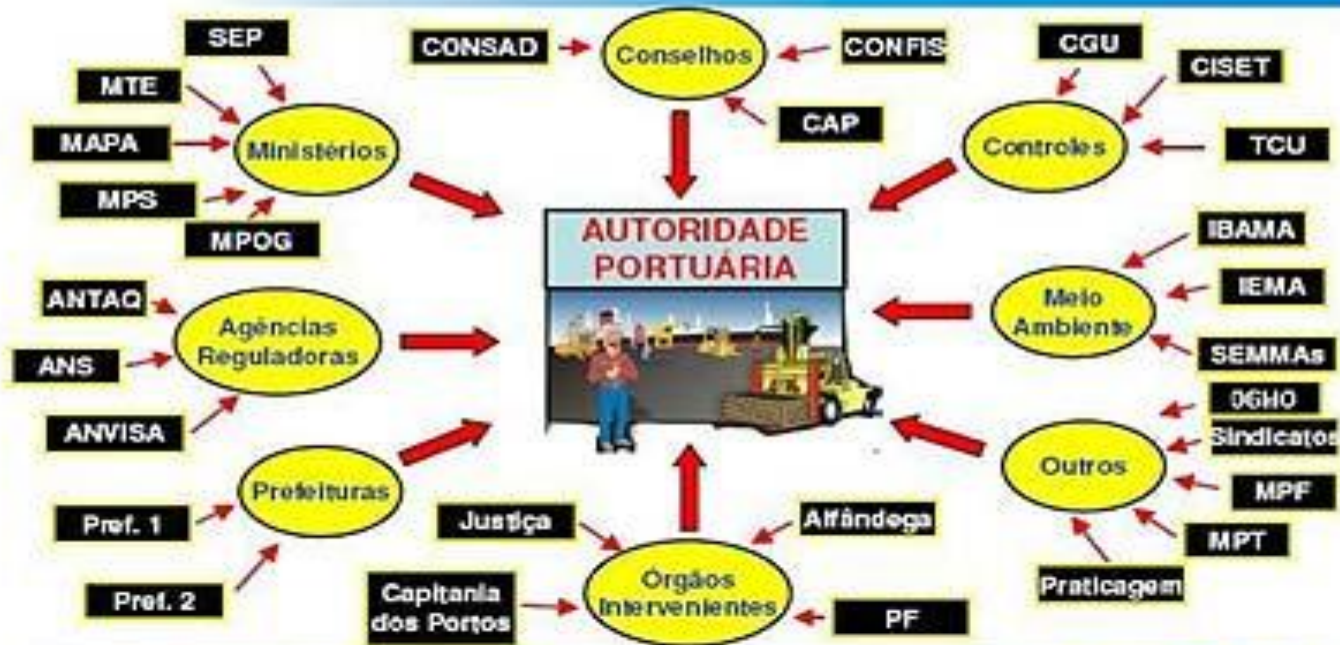 SEP
MTE
MAPA
MPS
MPOG
Ministérios
CONSAD
Conselhos
CONFIS
CAP
CGU
CISET
Controles
TCU
AUTORIDADE
PORTUÁRIA
ANTAQ
ANS
ANVISA
Agências
Reguladoras
IBAMA
IEMA
SEMMAs
Meio
Ambiente
Pref. 1
Pref. 2
Prefeituras
Justiça
Alfândega
Capitania
dos Portos
PF
Órgãos
Intervenientes
OGMO
Sindicatos
MPF
MPT
Praticagem
Outros